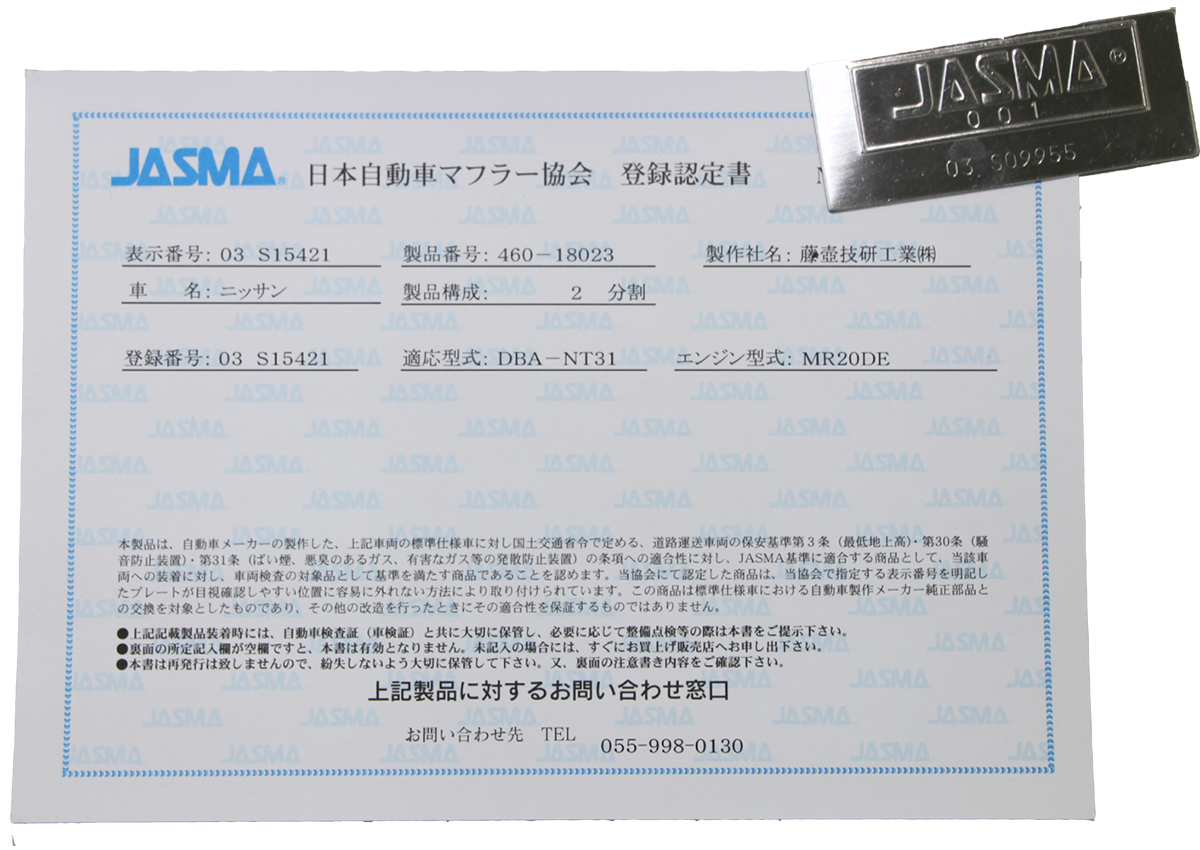 JASMA®
001
03 S09955
JASMA® 日本自動車マフラー協会 登録認定書
表示番号: 03 S15421 製品番号: 460-18023 製作社名: 藤壺技研工業㈱
車 名: ニッサン 製品構成: 2 分割
登録番号: 03 S15421 適応型式: DBA-NT31 エンジン型式: MR20DE
本製品は、自動車メーカーの製作した、上記車両の標準仕様車に対し国土交通省令で定める、道路運送車両の保安基準第3条（最低地上高）・第30条（騒
音防止装置）・第31条（ばい煙、悪臭のあるガス、有害なガス等の発散防止装置）の条項への適合性に対し、JASMA基準に適合する商品として、当該車
両への装着に対し、車両検査の対象品として基準を満たす商品であることを認めます。当協会にて認定した商品は、当協会で指定する表示番号を明記し
たプレートが目視確認しやすい位置に容易に外れない方法により取り付けられています。この商品は標準仕様車における自動車製作メーカー純正部品と
の交換を対象としたものであり、その他の改造を行ったときにその適合性を保証するものではありません。
●上記記載製品装着時には、自動車検査証（車検証）と共に大切に保管し、必要に応じて整備点検等の際は本書をご提示下さい。
●裏面の所定記入欄が空欄ですと、本書は有効となりません。未記入の場合には、すぐにお買上げ販売店へお申し出下さい。
●本書は再発行は致しませんので、紛失しないよう大切に保管して下さい。又、裏面の注意書き内容をご確認下さい。
上記製品に対するお問い合わせ窓口
お問い合わせ先 TEL 055-998-0130